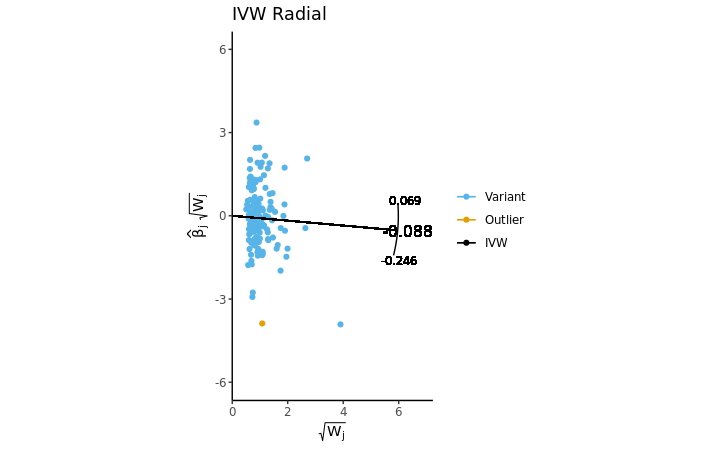 IVW Radial
6
3
0
-3
-6
0 2 4 6
β̂j √Wj
√Wj
0.069
-0.088
-0.246
Variant
Outlier
IVW